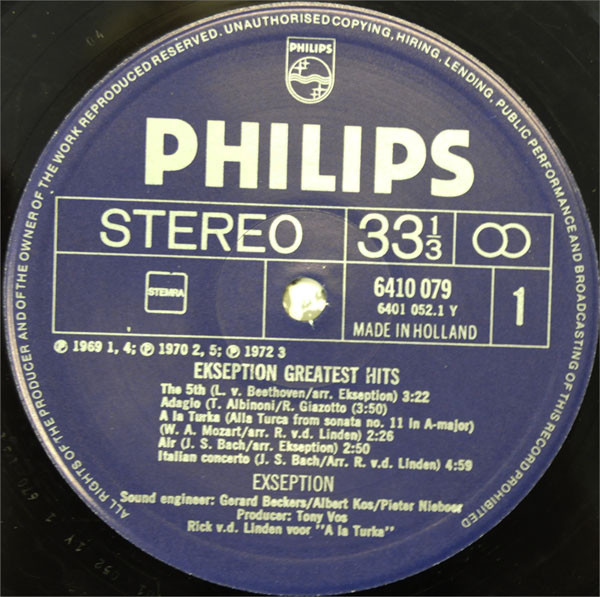 ALL RIGHTS OF THE PRODUCER AND OF THE OWNER OF THE WORK REPRODUCED RESERVED. UNAUTHORISED COPYING, HIRING, LENDING, PUBLIC PERFORMANCE AND BROADCASTING OF THIS RECORD PROHIBITED
PHILIPS
PHILIPS
STEREO 33 1/3
STEMRA
6410 079
6401 052.1 Y
MADE IN HOLLAND
1
Ⓟ 1969 1, 4; Ⓟ 1970 2, 5; Ⓟ 1972 3
EKSEPTION GREATEST HITS
The 5th (L. v. Beethoven/arr. Ekseption) 3:22
Adagio (T. Albinoni/R. Giazotto) (3:50)
A la Turka (Alla Turca from sonata no. 11 in A-major)
(W. A. Mozart/arr. R. v.d. Linden) 2:26
Air (J. S. Bach/arr. Ekseption) 2:50
Italian concerto (J. S. Bach/Arr. R. v.d. Linden) 4:59
EXSEPTION
Sound engineer: Gerard Beckers/Albert Kos/Pieter Nieboer
Producer: Tony Vos
Rick v.d. Linden voor "A la Turka"